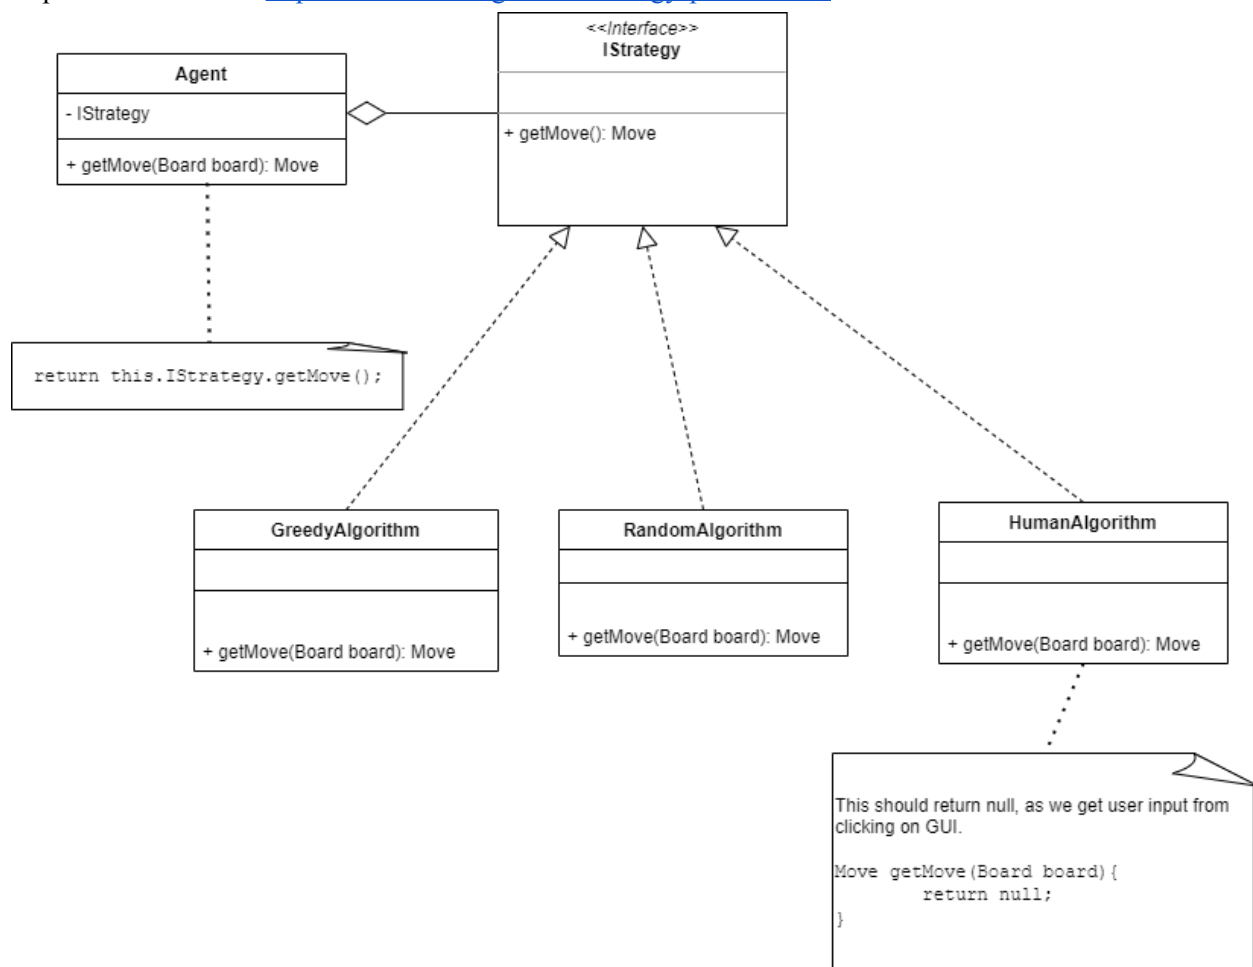 <<Interface>>
IStrategy
Agent
- IStrategy
+ getMove(Board board): Move
+ getMove(): Move
return this.IStrategy.getMove();
GreedyAlgorithm
+ getMove(Board board): Move
RandomAlgorithm
+ getMove(Board board): Move
HumanAlgorithm
+ getMove(Board board): Move
This should return null, as we get user input from
clicking on GUI.
Move getMove(Board board){
return null;
}